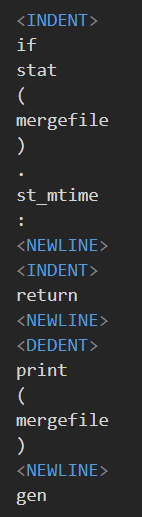 <INDENT>
if
stat
(
mergefile
)
.
st_mtime
:
<NEWLINE>
<INDENT>
return
<NEWLINE>
<DEDENT>
print
(
mergefile
)
<NEWLINE>
gen